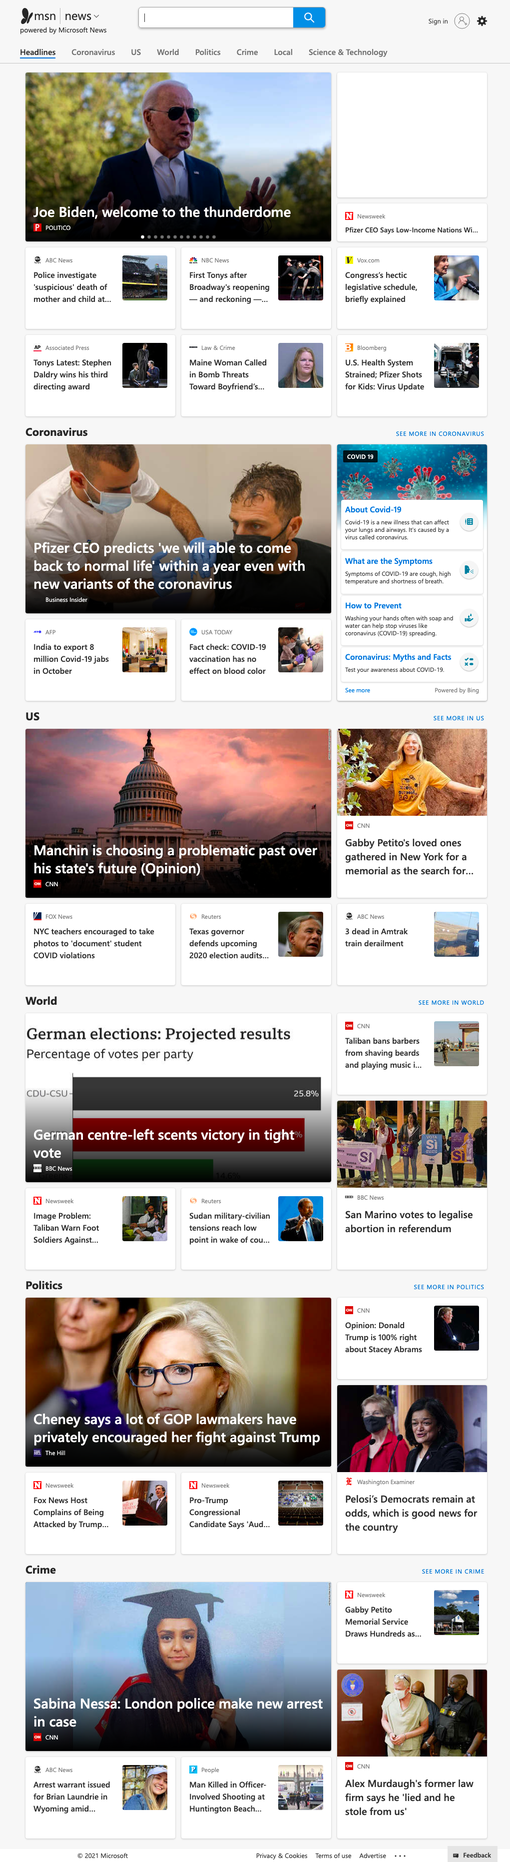 msn news
powered by Microsoft News
Sign in
Headlines Coronavirus US World Politics Crime Local Science & Technology
Joe Biden, welcome to the thunderdome
POLITICO
Newsweek
Pfizer CEO Says Low-Income Nations Wi...
ABC News
Police investigate
'suspicious' death of
mother and child at...
NBC News
First Tonys after
Broadway's reopening
— and reckoning —...
Vox.com
Congress's hectic
legislative schedule,
briefly explained
Associated Press
Tonys Latest: Stephen
Daldry wins his third
directing award
Law & Crime
Maine Woman Called
in Bomb Threats
Toward Boyfriend's...
Bloomberg
U.S. Health System
Strained; Pfizer Shots
for Kids: Virus Update
Coronavirus
SEE MORE IN CORONAVIRUS
Pfizer CEO predicts 'we will able to come
back to normal life' within a year even with
new variants of the coronavirus
Business Insider
COVID 19
About Covid-19
Covid-19 is a new illness that can affect
your lungs and airways. It's caused by a
virus called coronavirus.
What are the Symptoms
Symptoms of COVID-19 are cough, high
temperature and shortness of breath.
How to Prevent
Washing your hands often with soap and
water can help stop viruses like
coronavirus (COVID-19) spreading.
Coronavirus: Myths and Facts
Test your awareness about COVID-19.
See more
Powered by Bing
AFP
India to export 8
million Covid-19 jabs
in October
USA TODAY
Fact check: COVID-19
vaccination has no
effect on blood color
US
SEE MORE IN US
Manchin is choosing a problematic past over
his state's future (Opinion)
CNN
CNN
Gabby Petito's loved ones
gathered in New York for a
memorial as the search for...
FOX News
NYC teachers encouraged to take
photos to 'document' student
COVID violations
Reuters
Texas governor
defends upcoming
2020 election audits...
ABC News
3 dead in Amtrak
train derailment
World
SEE MORE IN WORLD
German elections: Projected results
Percentage of votes per party
CDU-CSU
25.8%
German centre-left scents victory in tight
vote
BBC News
CNN
Taliban bans barbers
from shaving beards
and playing music i...
SI
SI
BBC News
San Marino votes to legalise
abortion in referendum
Newsweek
Image Problem:
Taliban Warn Foot
Soldiers Against...
Reuters
Sudan military-civilian
tensions reach low
point in wake of cou...
Politics
SEE MORE IN POLITICS
Cheney says a lot of GOP lawmakers have
privately encouraged her fight against Trump
The Hill
CNN
Opinion: Donald
Trump is 100% right
about Stacey Abrams
Washington Examiner
Pelosi's Democrats remain at
odds, which is good news for
the country
Newsweek
Fox News Host
Complains of Being
Attacked by Trump...
Newsweek
Pro-Trump
Congressional
Candidate Says 'Aud...
Crime
SEE MORE IN CRIME
Sabina Nessa: London police make new arrest
in case
CNN
Newsweek
Gabby Petito
Memorial Service
Draws Hundreds as...
CNN
Alex Murdaugh's former law
firm says he 'lied and he
stole from us'
ABC News
Arrest warrant issued
for Brian Laundrie in
Wyoming amid...
People
Man Killed in Officer-
Involved Shooting at
Huntington Beach...
© 2021 Microsoft
Privacy & Cookies Terms of use Advertise ...
Feedback